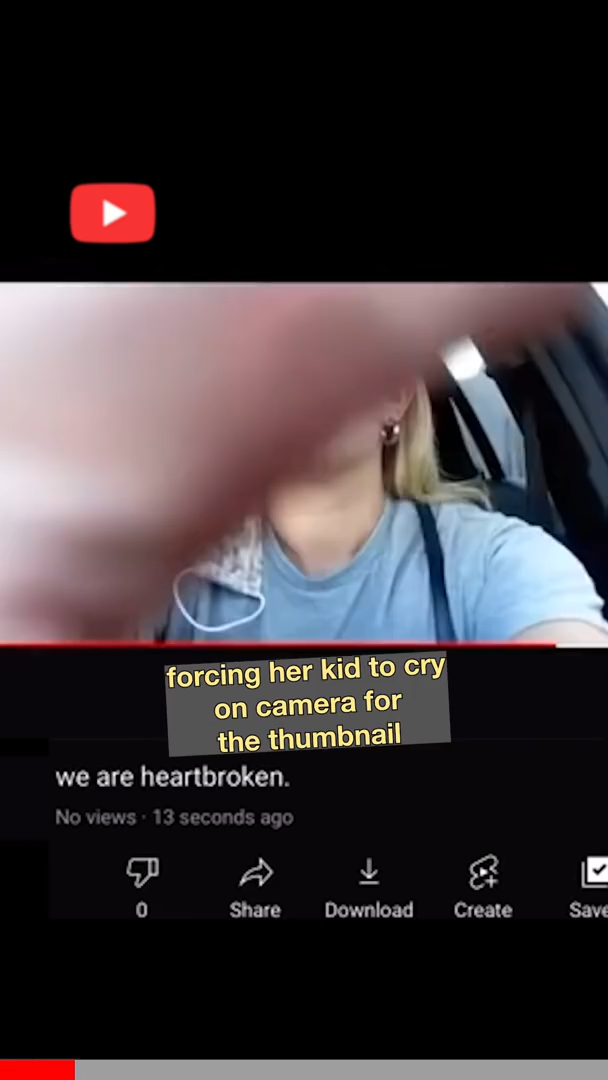 forcing her kid to cry
on camera for
the thumbnail
we are heartbroken.
No views · 13 seconds ago
0
Share
Download
Create
Save